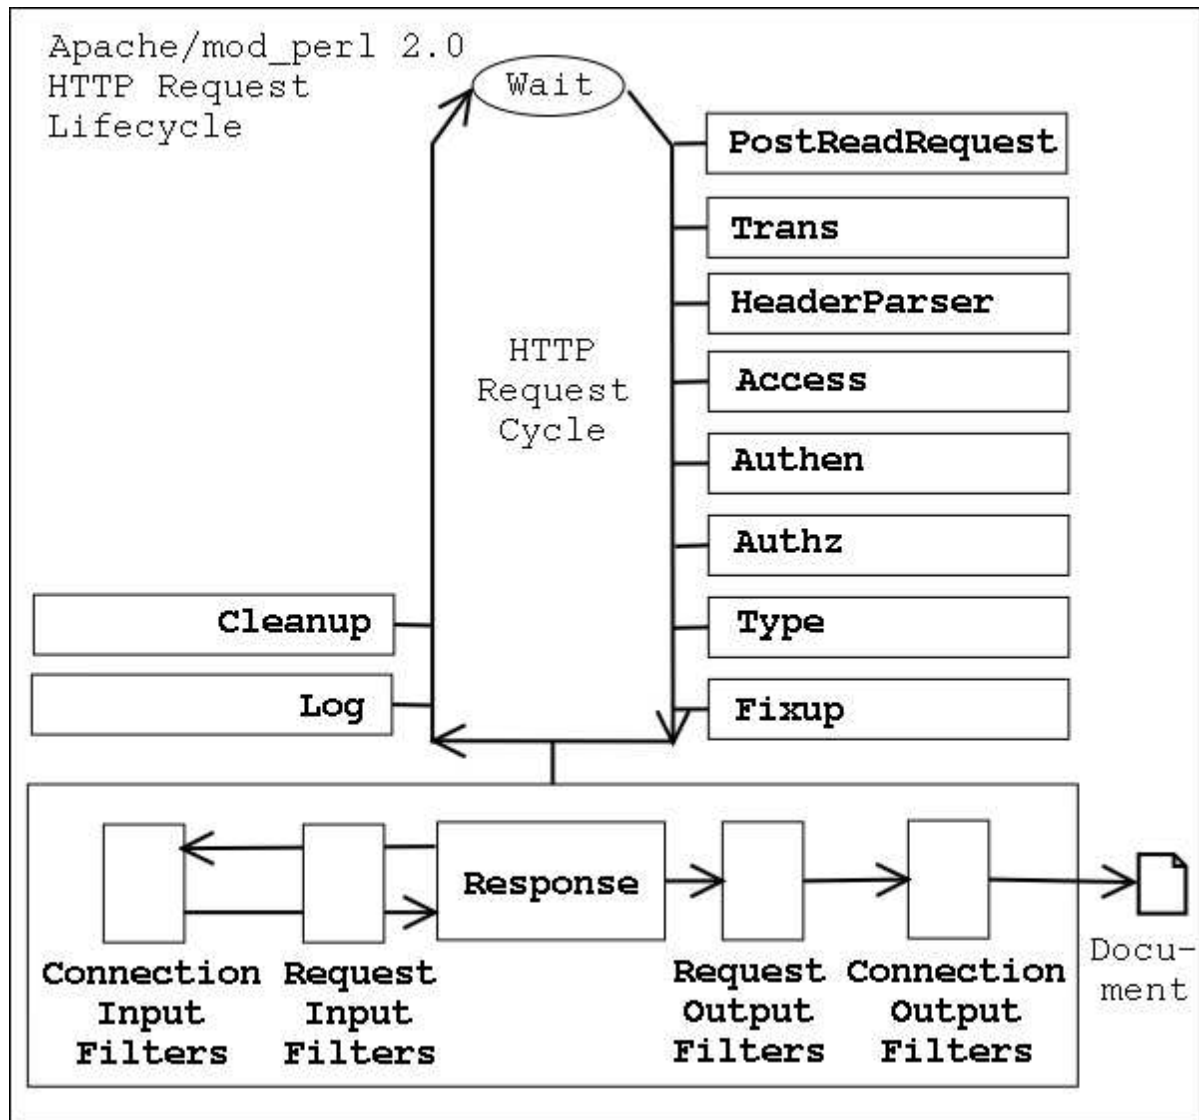 Apache/mod_perl 2.0
HTTP Request
Lifecycle
Wait
PostReadRequest
Trans
HeaderParser
HTTP
Request
Cycle
Access
Authen
Authz
Type
Fixup
Cleanup
Log
Response
Connection
Input
Filters
Request
Input
Filters
Request
Output
Filters
Connection
Output
Filters
Docu-
ment